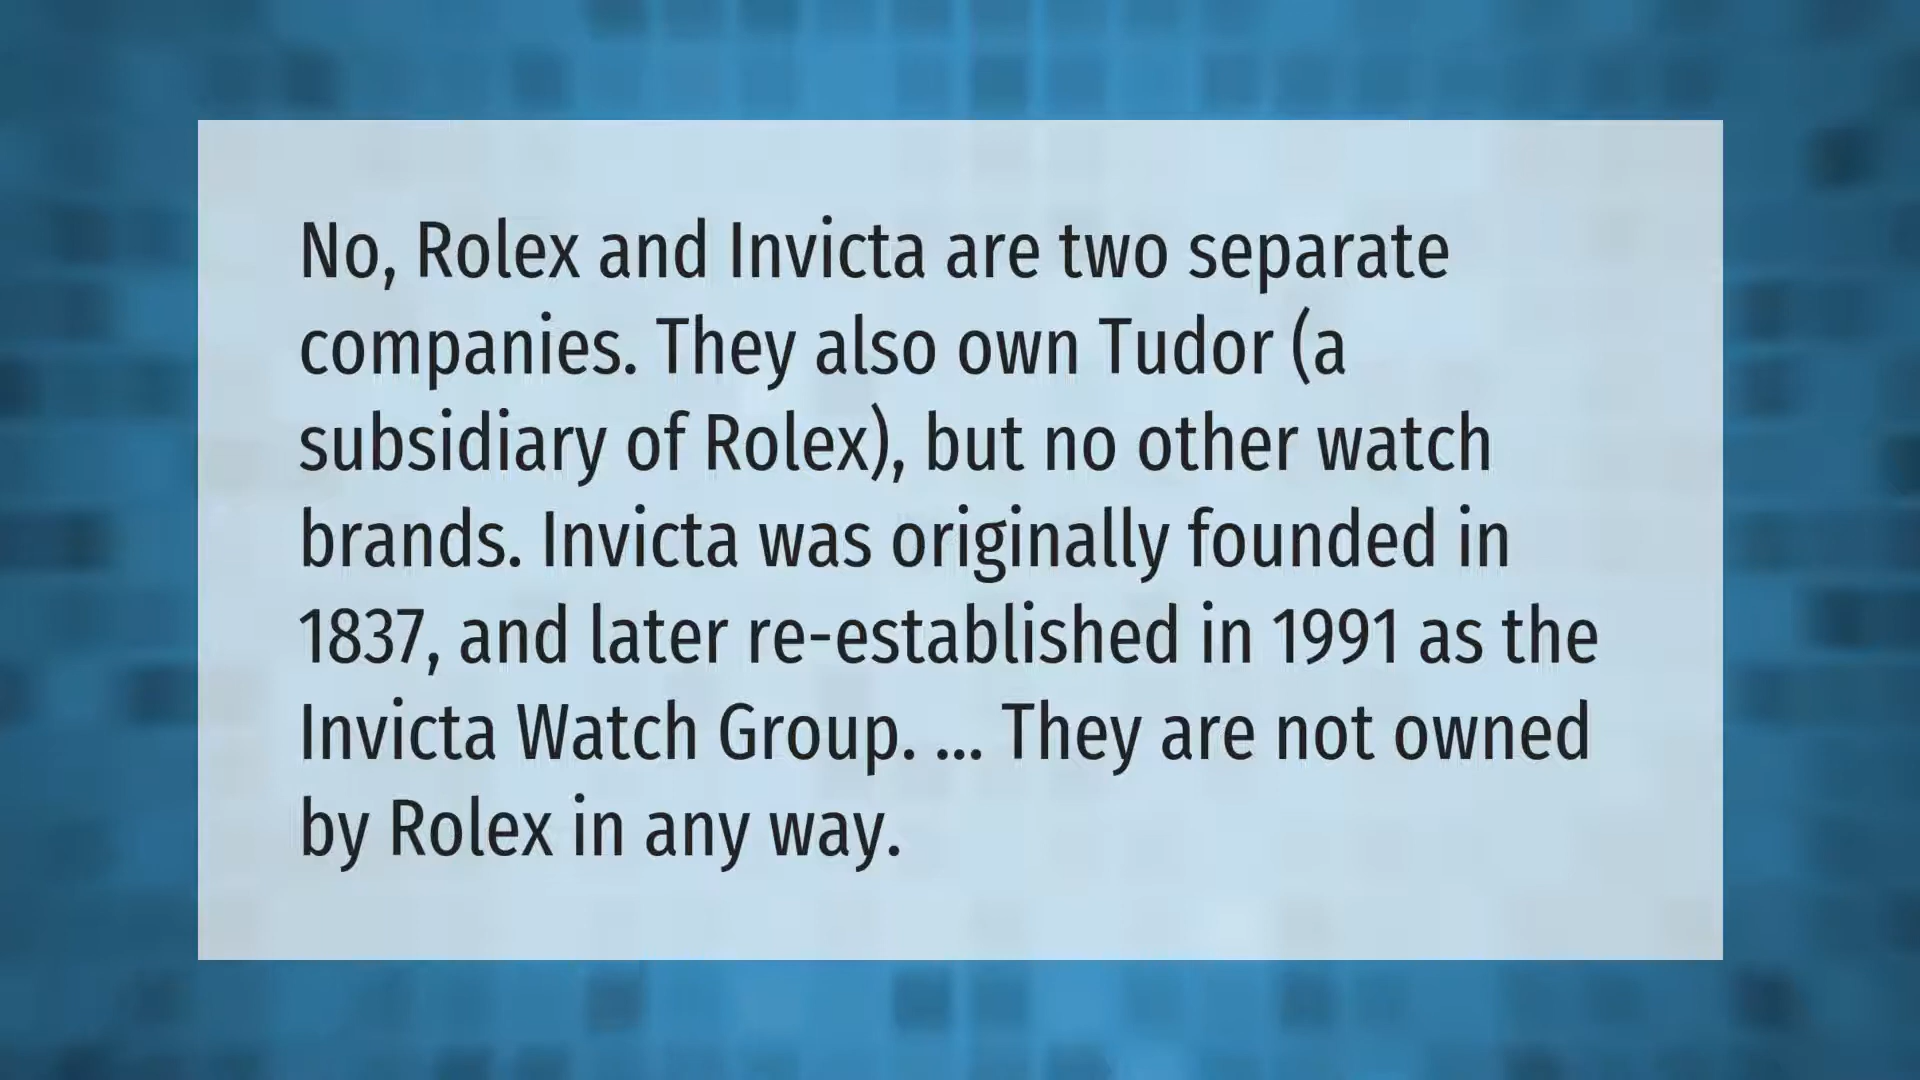 No, Rolex and Invicta are two separate
companies. They also own Tudor (a
subsidiary of Rolex), but no other watch
brands. Invicta was originally founded in
1837, and later re-established in 1991 as the
Invicta Watch Group. ... They are not owned
by Rolex in any way.